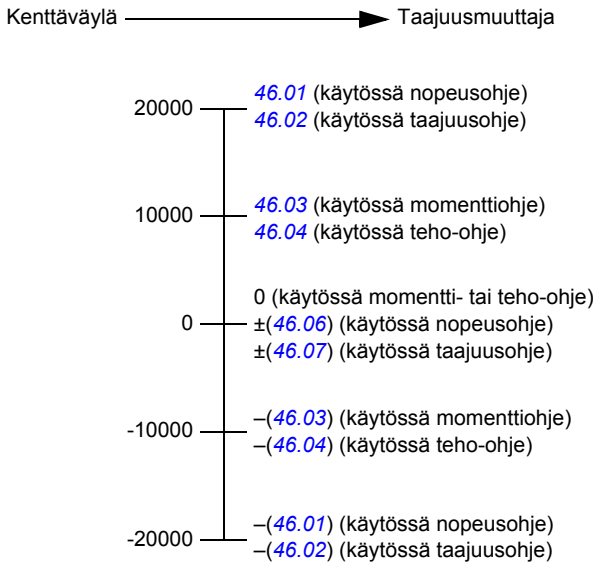 Kenttäväylä Taajuusmuuttaja
46.01 (käytössä nopeusohje)
20000
46.02 (käytössä taajuusohje)
46.03 (käytössä momenttiohje)
10000
46.04 (käytössä teho-ohje)
0 (käytössä momentti- tai teho-ohje)
0 ±(46.06) (käytössä nopeusohje)
±(46.07) (käytössä taajuusohje)
–(46.03) (käytössä momenttiohje)
-10000
–(46.04) (käytössä teho-ohje)
–(46.01) (käytössä nopeusohje)
-20000
–(46.02) (käytössä taajuusohje)